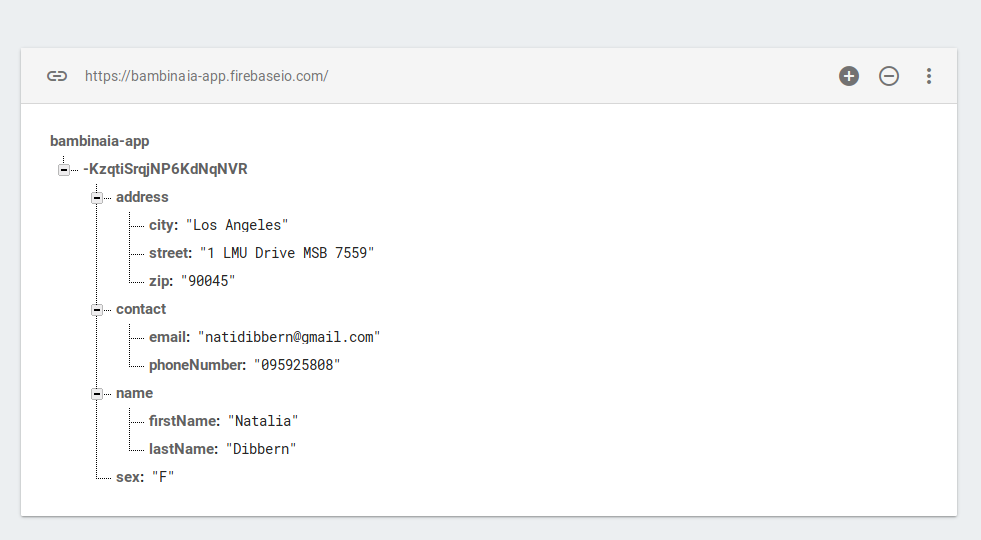 https://bambinaia-app.firebaseio.com/
bambinaia-app
-KzqtiSrqjNP6KdNqNVR
address
city: "Los Angeles"
street: "1 LMU Drive MSB 7559"
zip: "90045"
contact
email: "natidibbern@gmail.com"
phoneNumber: "095925808"
name
firstName: "Natalia"
lastName: "Dibbern"
sex: "F"